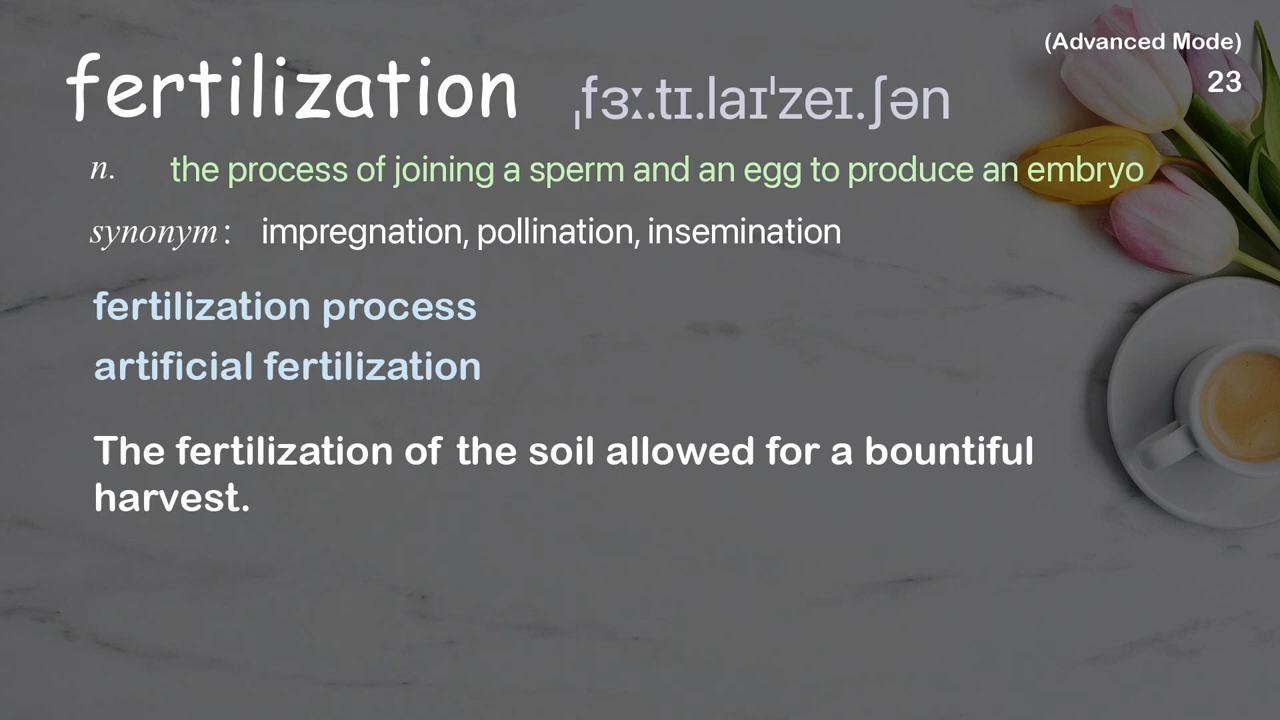 (Advanced Mode)
23
fertilization ˌfɜː.tɪ.laɪˈzeɪ.ʃən
n. the process of joining a sperm and an egg to produce an embryo
synonym : impregnation, pollination, insemination
fertilization process
artificial fertilization
The fertilization of the soil allowed for a bountiful
harvest.